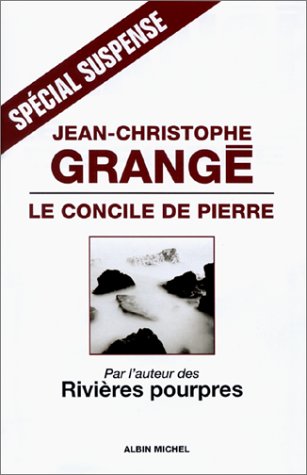 SPÉCIAL SUSPENSE
JEAN-CHRISTOPHE
GRANGÉ
LE CONCILE DE PIERRE
Par l'auteur des
Rivières pourpres
ALBIN MICHEL